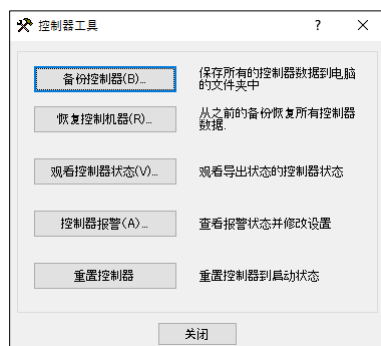 控制器工具
?
备份控制器(B)…
保存所有的控制器数据到电脑
的文件夹中
恢复控制机器(R)…
从之前的备份恢复所有控制器
数据.
观看控制器状态(V)…
观看导出状态的控制器状态
控制器报警(A)…
查看报警状态并修改设置
重置控制器
重置控制器到启动状态
关闭